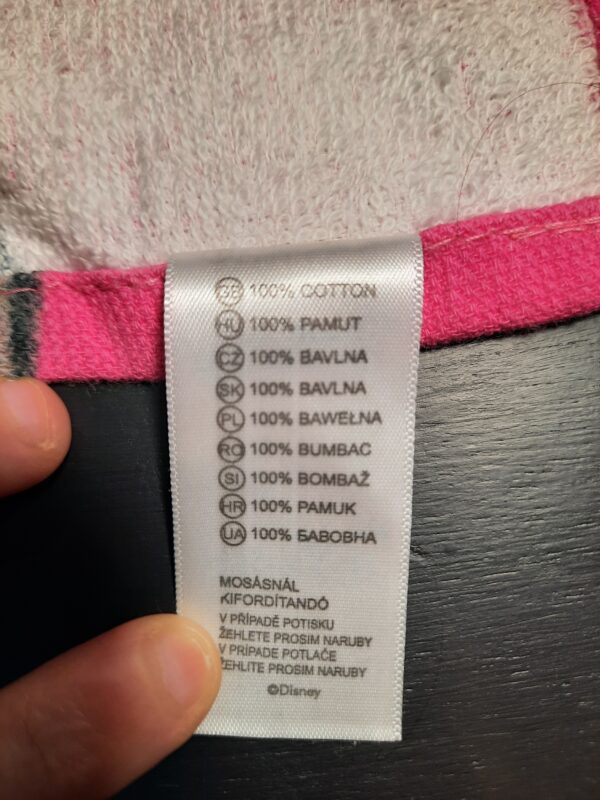 GB 100% COTTON
HU 100% PAMUT
CZ 100% BAVLNA
SK 100% BAVLNA
PL 100% BAWEŁNA
RO 100% BUMBAC
SI 100% BOMBAŽ
HR 100% PAMUK
UA 100% БАВОВНА
MOSÁSNÁL
KIFORDÍTANDÓ
V PŘÍPADĚ POTISKU
ŽEHLETE PROSIM NARUBY
V PRÍPADE POTLAČE
ŽEHLITE PROSIM NARUBY
©Disney